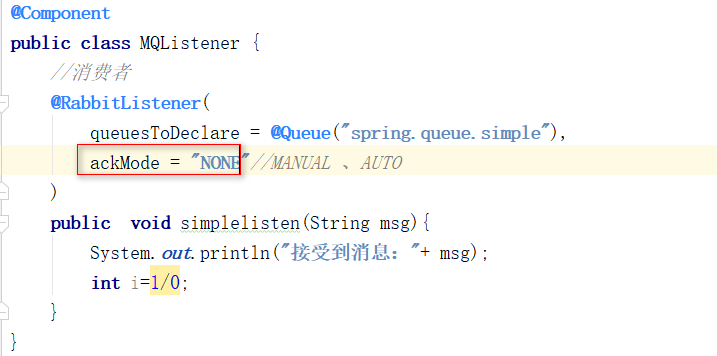 @Component
public class MQListener {
//消费者
@RabbitListener(
queuesToDeclare = @Queue("spring.queue.simple"),
ackMode = "NONE"//MANUAL 、AUTO
)
public  void simplelisten(String msg){
System.out.println("接受到消息："+ msg);
int i=1/0;
}
}